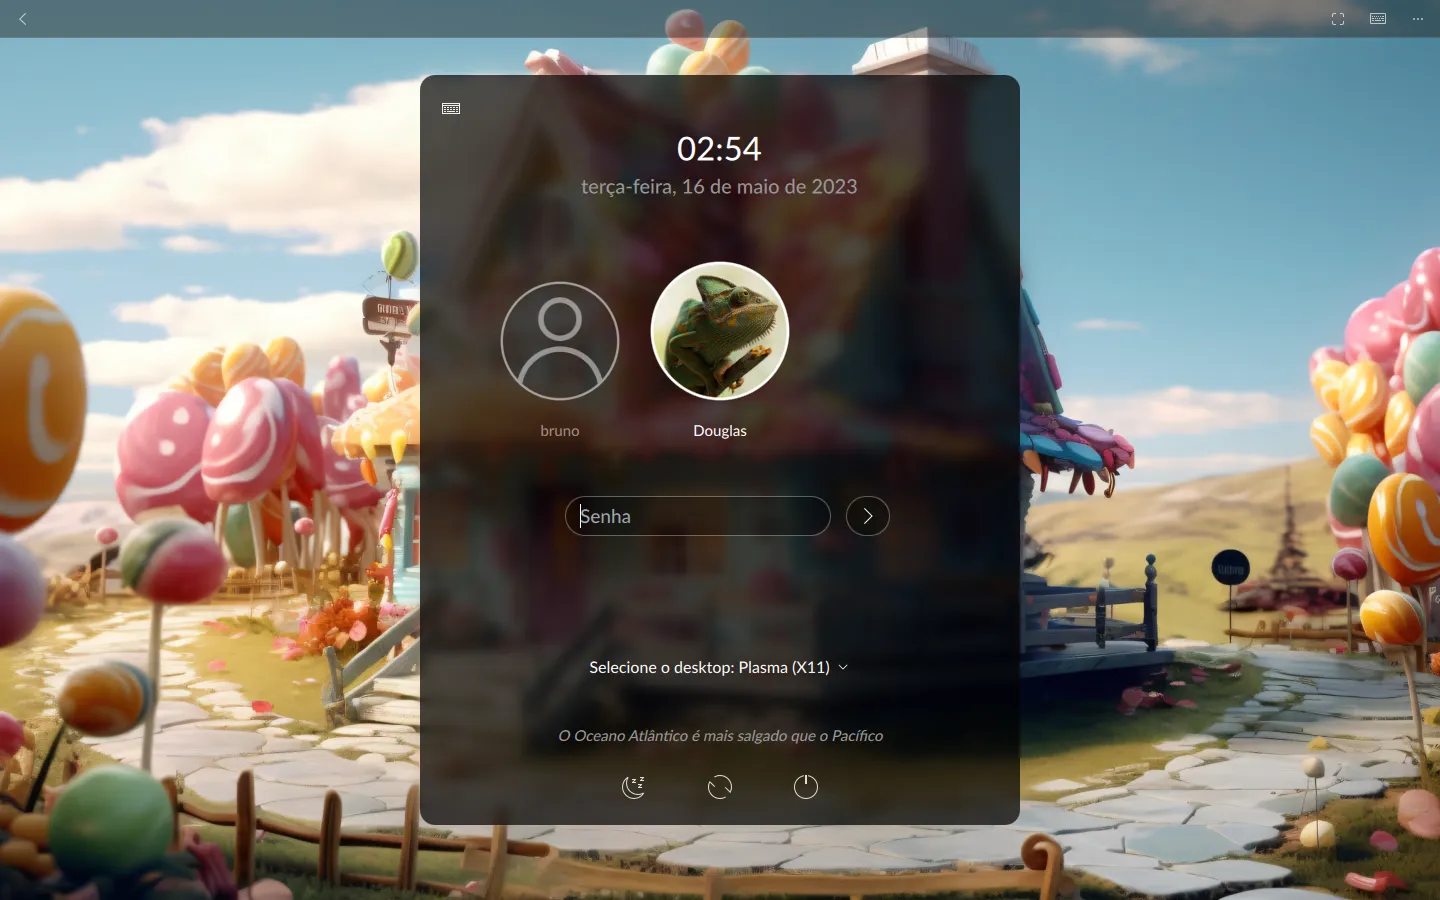 02:54
terça-feira, 16 de maio de 2023
bruno
Douglas
Senha
Selecione o desktop: Plasma (X11)
O Oceano Atlântico é mais salgado que o Pacífico